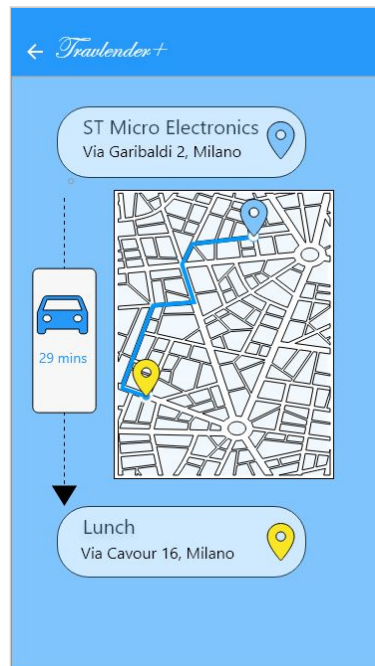 Travlender+
ST Micro Electronics
Via Garibaldi 2, Milano
29 mins
Lunch
Via Cavour 16, Milano